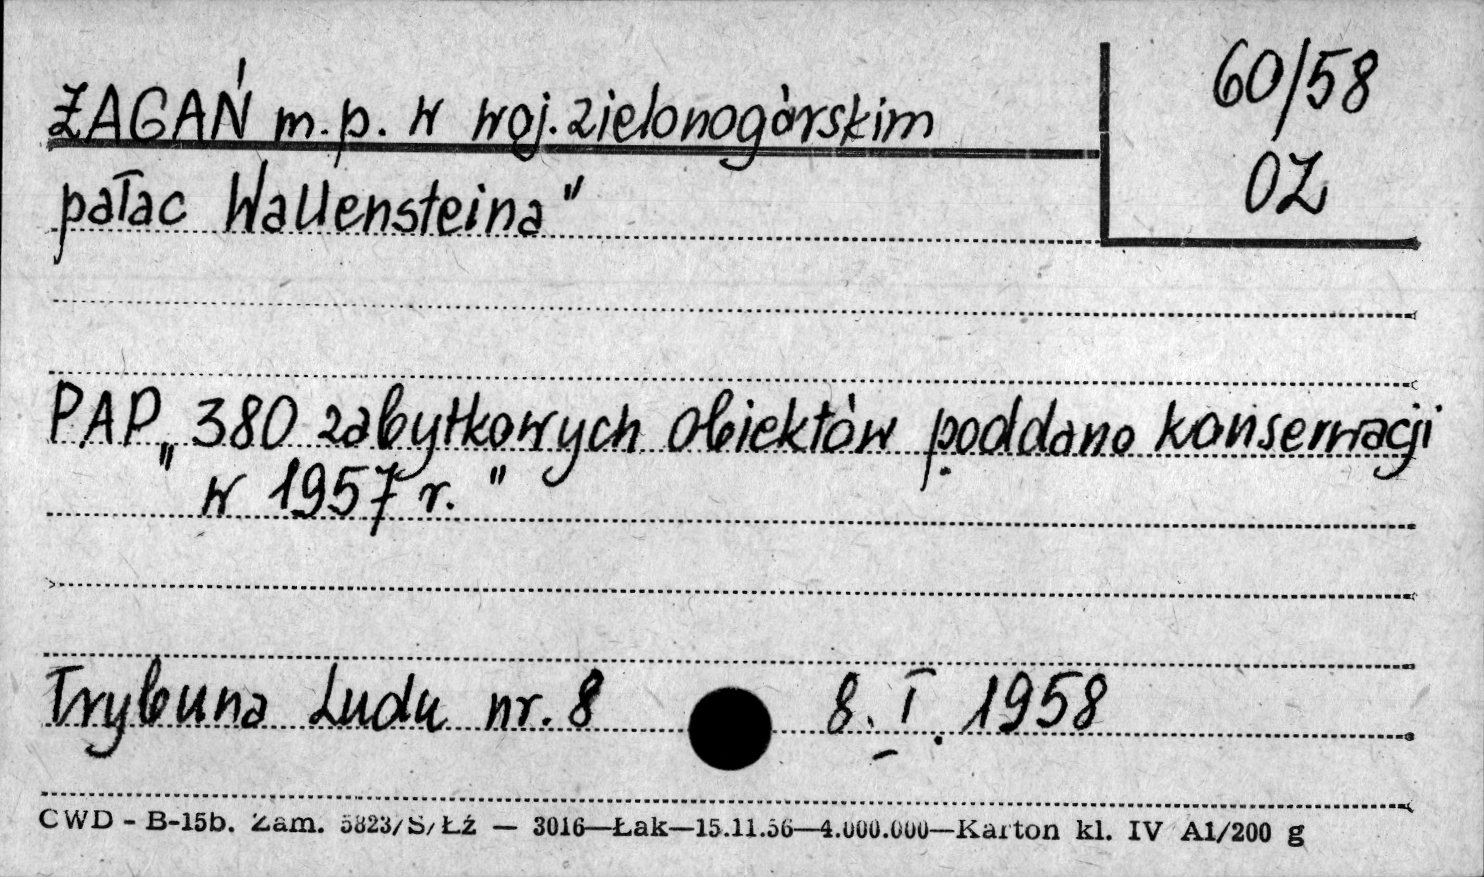 ŻAGAŃ m.p. w woj. zielonogórskim
60/58
OZ
pałac Wallensteina"
PAP „380 zabytkowych obiektów poddano konserwacji
w 1957 r."
Trybuna Ludu nr. 8 8. I. 1958
CWD - B-15b. Zam. 5823/S/Łź — 3016—Łak—15.11.56—4.000.000—Karton kl. IV A1/200 g